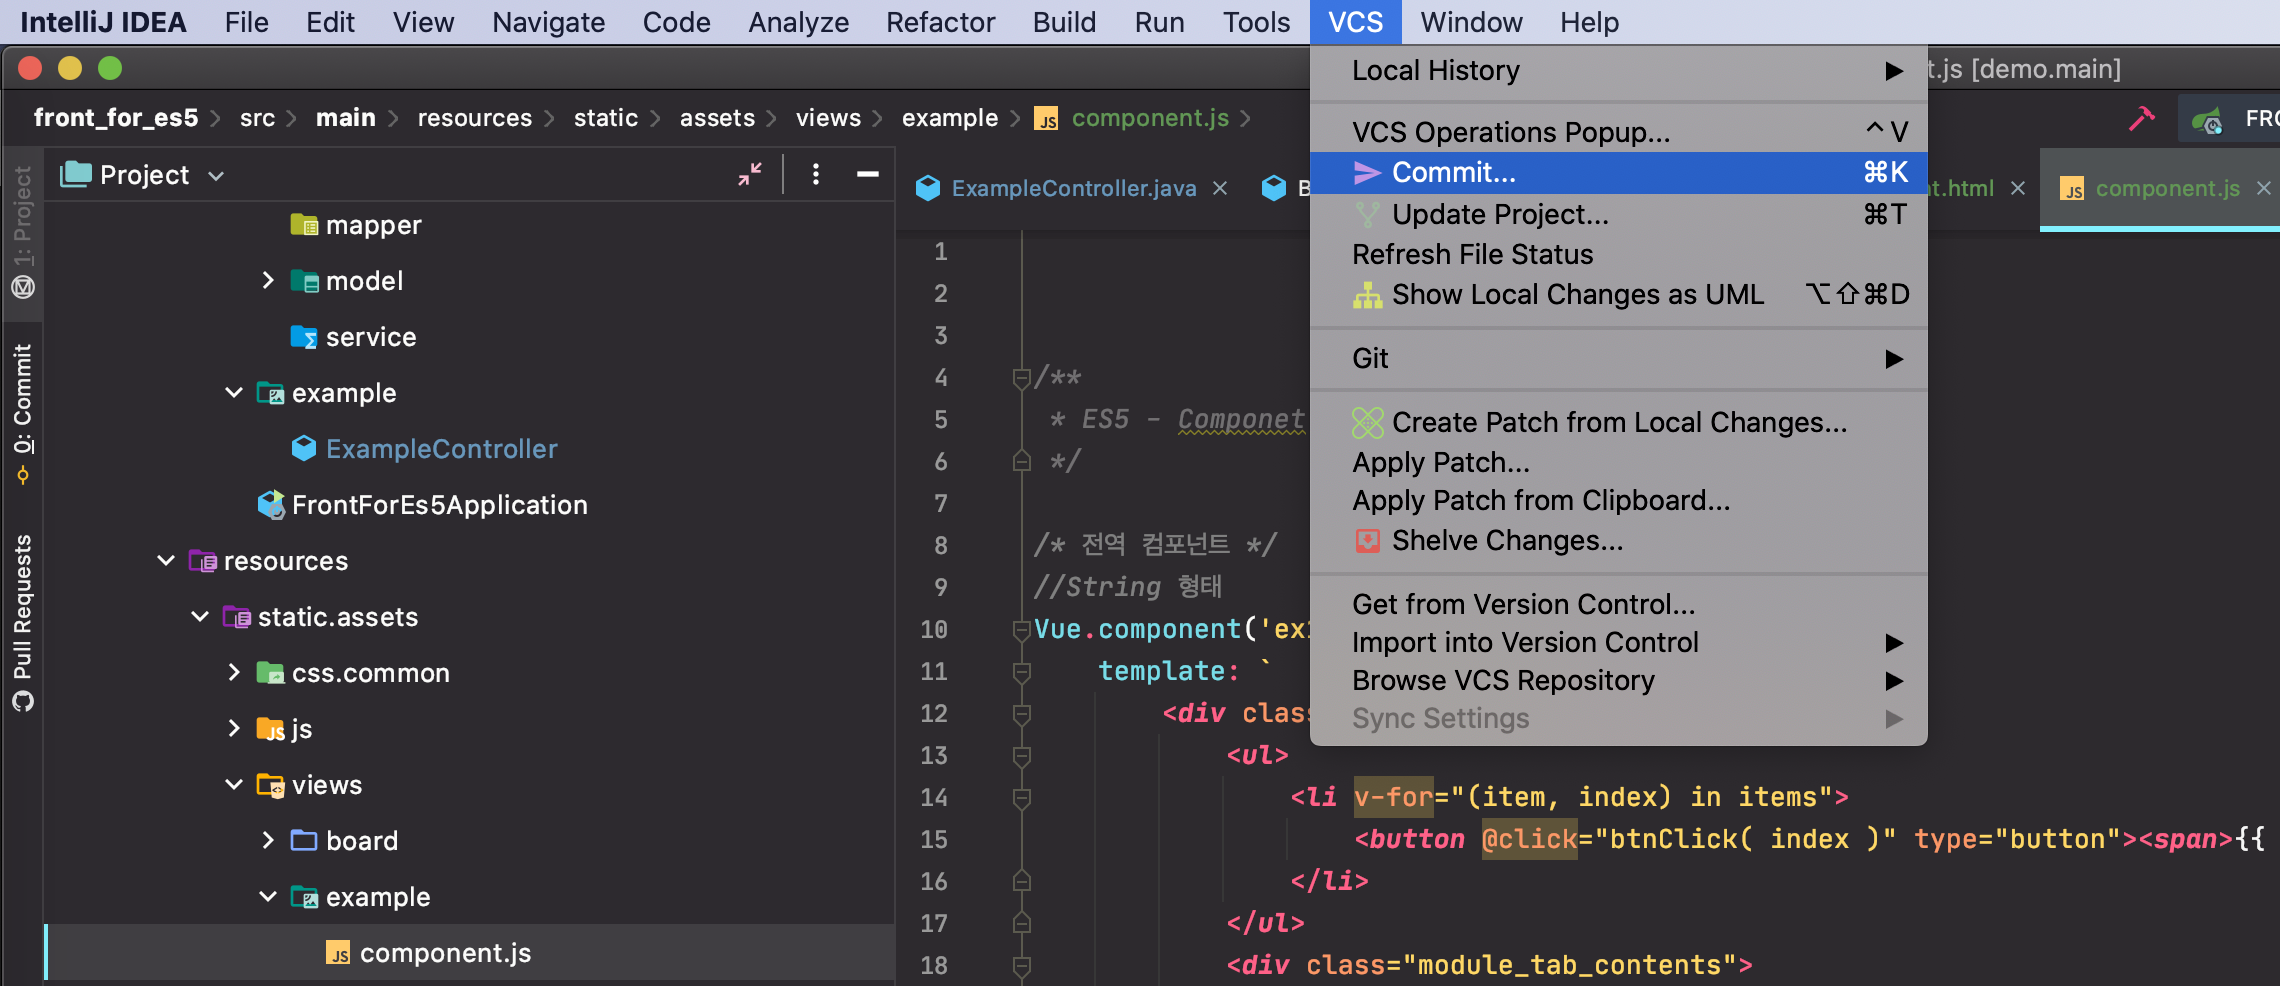 IntelliJ IDEA File Edit View Navigate Code Analyze Refactor Build Run Tools VCS Window Help
t.js [demo.main]
front_for_es5 src main resources static assets views example component.js
Project
ExampleController.java
t.html component.js
1: Project
0: Commit
Pull Requests
mapper
model
service
example
ExampleController
FrontForEs5Application
resources
static.assets
css.common
js
views
board
example
component.js
Local History
VCS Operations Popup... ^V
Commit... ⌘K
Update Project... ⌘T
Refresh File Status
Show Local Changes as UML ⌥⇧⌘D
Git
Create Patch from Local Changes...
Apply Patch...
Apply Patch from Clipboard...
Shelve Changes...
Get from Version Control...
Import into Version Control
Browse VCS Repository
Sync Settings
1
2
3
4 /**
5 * ES5 - Componet
6 */
7
8 /* 전역 컴포넌트 */
9 //String 형태
10 Vue.component('ex
11 template: `
12 <div clas
13 <ul>
14 <li v-for="(item, index) in items">
15 <button @click="btnClick( index )" type="button"><span>{{
16 </li>
17 </ul>
18 <div class="module_tab_contents">